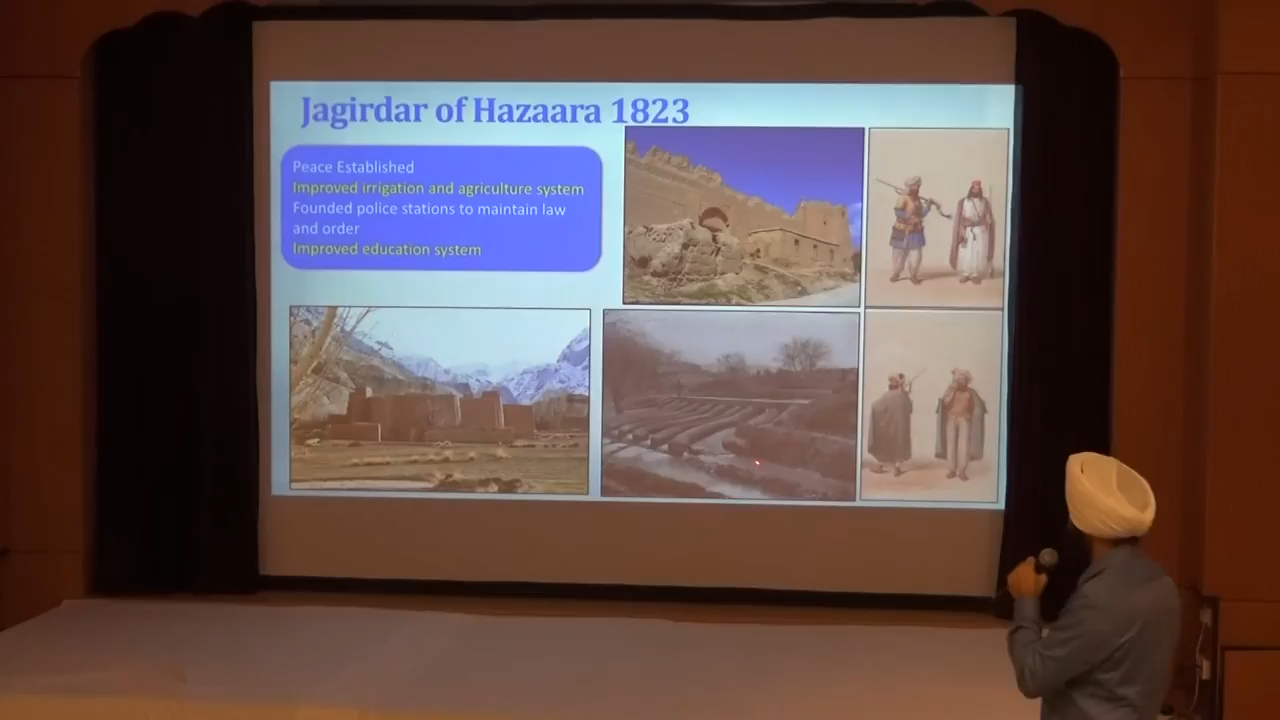 Jagirdar of Hazaara 1823
Peace Established
Improved irrigation and agriculture system
Founded police stations to maintain law
and order
Improved education system